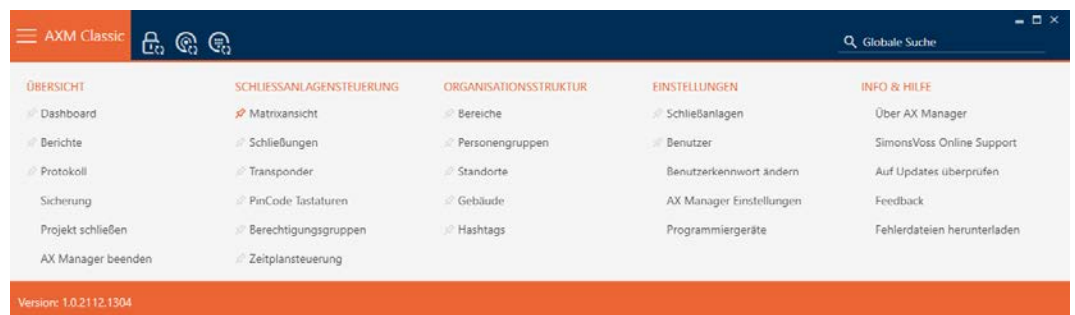 AXM Classic
Globale Suche
ÜBERSICHT
Dashboard
Berichte
Protokoll
Sicherung
Projekt schließen
AX Manager beenden
SCHLIESSANLAGENSTEUERUNG
Matrixansicht
Schließungen
Transponder
PinCode Tastaturen
Berechtigungsgruppen
Zeitplansteuerung
ORGANISATIONSSTRUKTUR
Bereiche
Personengruppen
Standorte
Gebäude
Hashtags
EINSTELLUNGEN
Schließanlagen
Benutzer
Benutzerkennwort ändern
AX Manager Einstellungen
Programmiergeräte
INFO & HILFE
Über AX Manager
SimonsVoss Online Support
Auf Updates überprüfen
Feedback
Fehlerdateien herunterladen
Version: 1.0.2112.1304